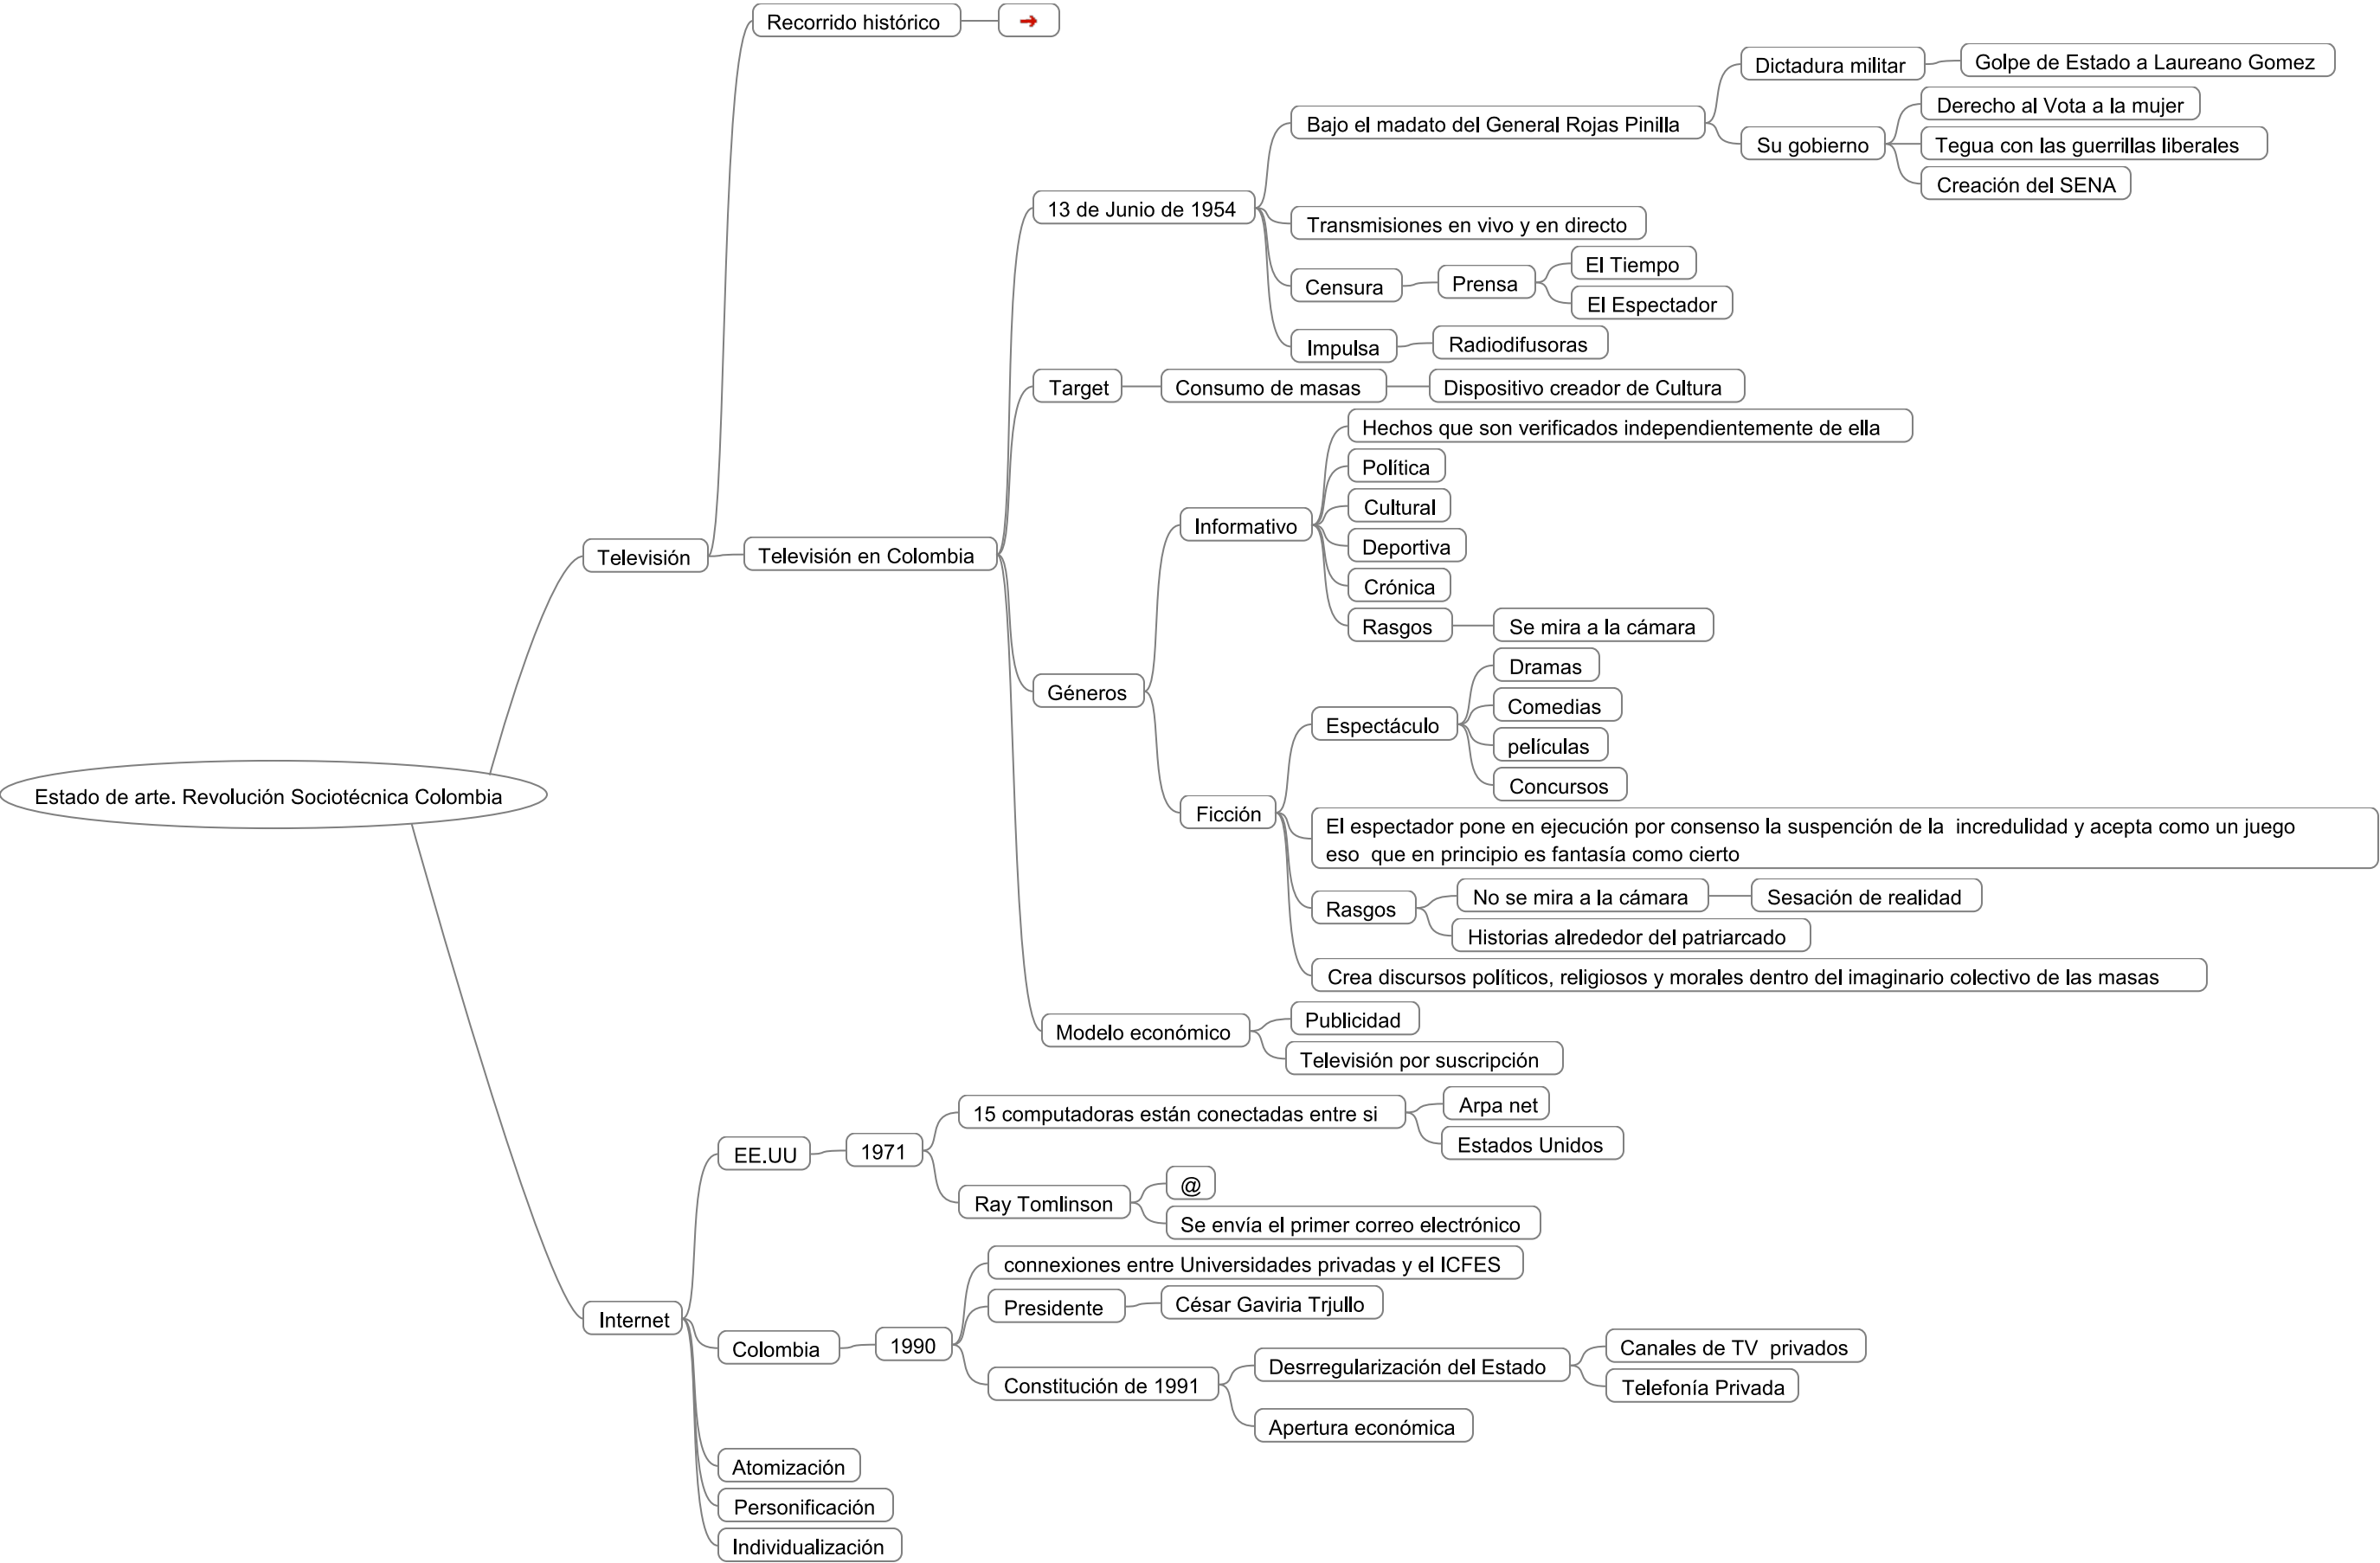 Recorrido histórico
Dictadura militar
Golpe de Estado a Laureano Gomez
Bajo el madato del General Rojas Pinilla
Su gobierno
Derecho al Vota a la mujer
Tegua con las guerrillas liberales
Creación del SENA
13 de Junio de 1954
Transmisiones en vivo y en directo
Censura
Prensa
El Tiempo
El Espectador
Impulsa
Radiodifusoras
Target
Consumo de masas
Dispositivo creador de Cultura
Televisión
Televisión en Colombia
Géneros
Informativo
Hechos que son verificados independientemente de ella
Política
Cultural
Deportiva
Crónica
Rasgos
Se mira a la cámara
Ficción
Espectáculo
Dramas
Comedias
películas
Concursos
El espectador pone en ejecución por consenso la suspención de la  incredulidad y acepta como un juego
eso  que en principio es fantasía como cierto
Rasgos
No se mira a la cámara
Sesación de realidad
Historias alrededor del patriarcado
Crea discursos políticos, religiosos y morales dentro del imaginario colectivo de las masas
Modelo económico
Publicidad
Televisión por suscripción
Estado de arte. Revolución Sociotécnica Colombia
Internet
EE.UU
1971
15 computadoras están conectadas entre si
Arpa net
Estados Unidos
Ray Tomlinson
@
Se envía el primer correo electrónico
Colombia
1990
connexiones entre Universidades privadas y el ICFES
Presidente
César Gaviria Trjullo
Constitución de 1991
Desrregularización del Estado
Canales de TV  privados
Telefonía Privada
Apertura económica
Atomización
Personificación
Individualización